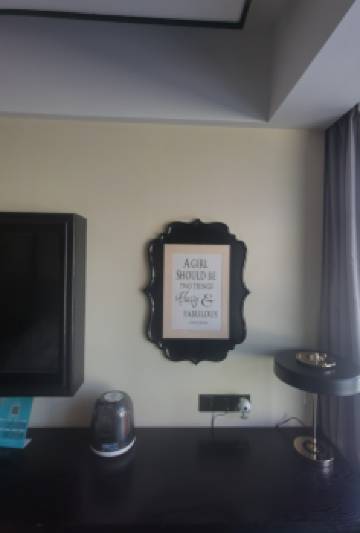 A GIRL
SHOULD BE
TWO THINGS
Classy &
FABULOUS